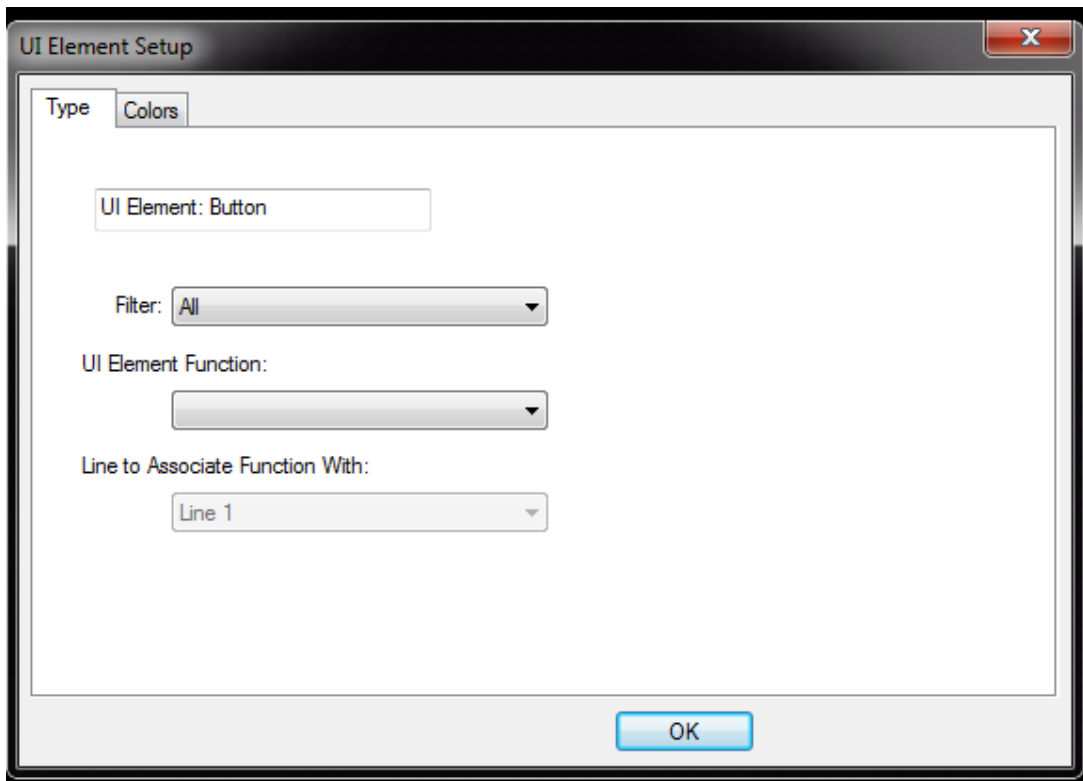 UI Element Setup
Type
Colors
UI Element: Button
Filter: All
UI Element Function:
Line to Associate Function With:
Line 1
OK